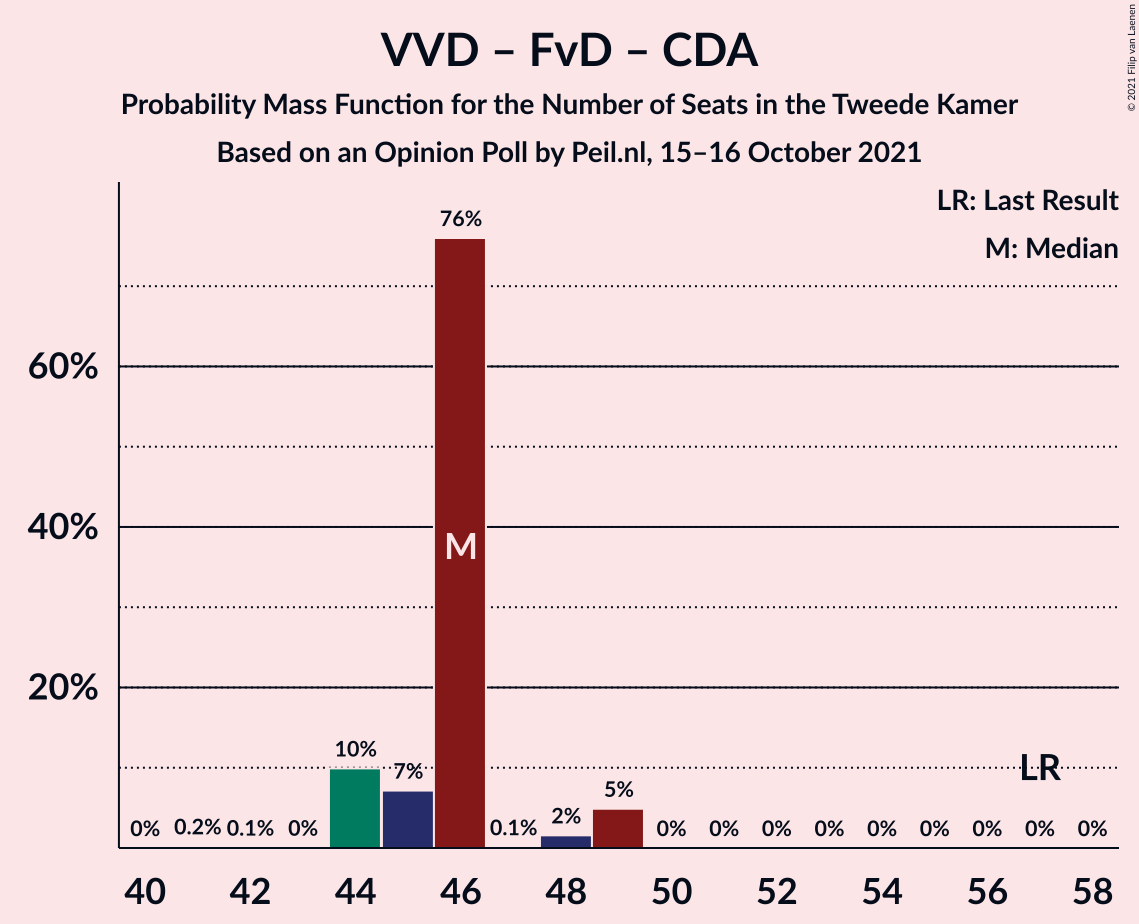 VVD – FvD – CDA
Probability Mass Function for the Number of Seats in the Tweede Kamer
Based on an Opinion Poll by Peil.nl, 15–16 October 2021
© 2021 Filip van Laenen
LR: Last Result
M: Median
60%
40%
20%
0% 0.2% 0.1% 0% 10% 7% 76% 0.1% 2% 5% 0% 0% 0% 0% 0% 0% 0% 0% 0%
M
LR
40 42 44 46 48 50 52 54 56 58